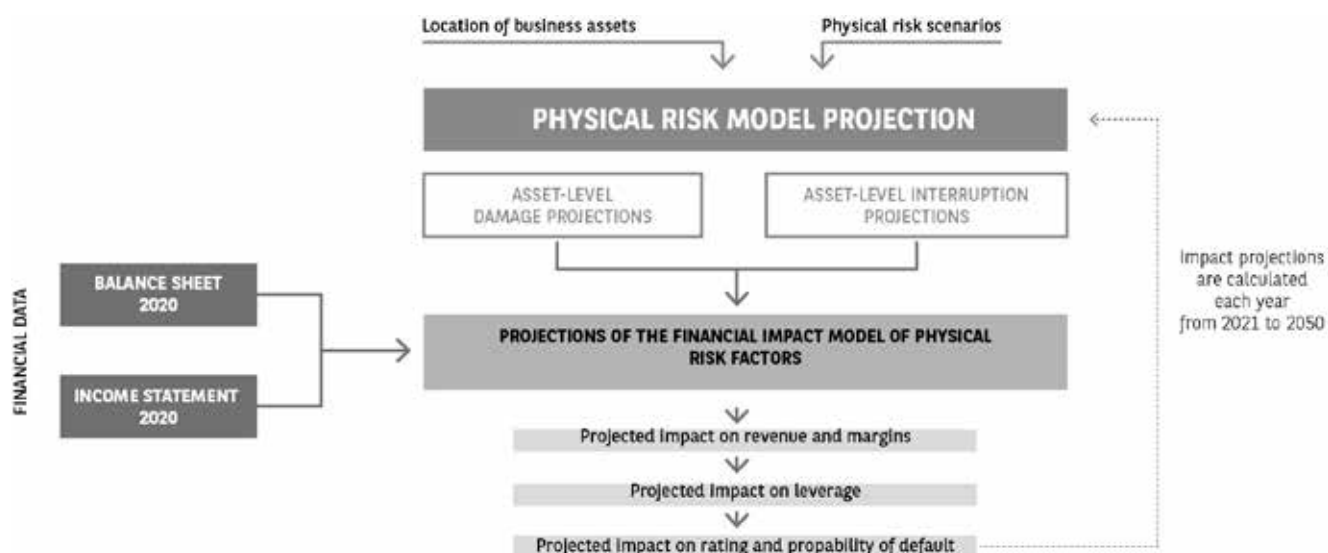 Location of business assets
Physical risk scenarios
PHYSICAL RISK MODEL PROJECTION
ASSET-LEVEL
DAMAGE PROJECTIONS
ASSET-LEVEL INTERRUPTION
PROJECTIONS
Impact projections
are calculated
each year
from 2021 to 2050
FINANCIAL DATA
BALANCE SHEET
2020
INCOME STATEMENT
2020
PROJECTIONS OF THE FINANCIAL IMPACT MODEL OF PHYSICAL
RISK FACTORS
Projected impact on revenue and margins
Projected impact on leverage
Projected impact on rating and propability of default